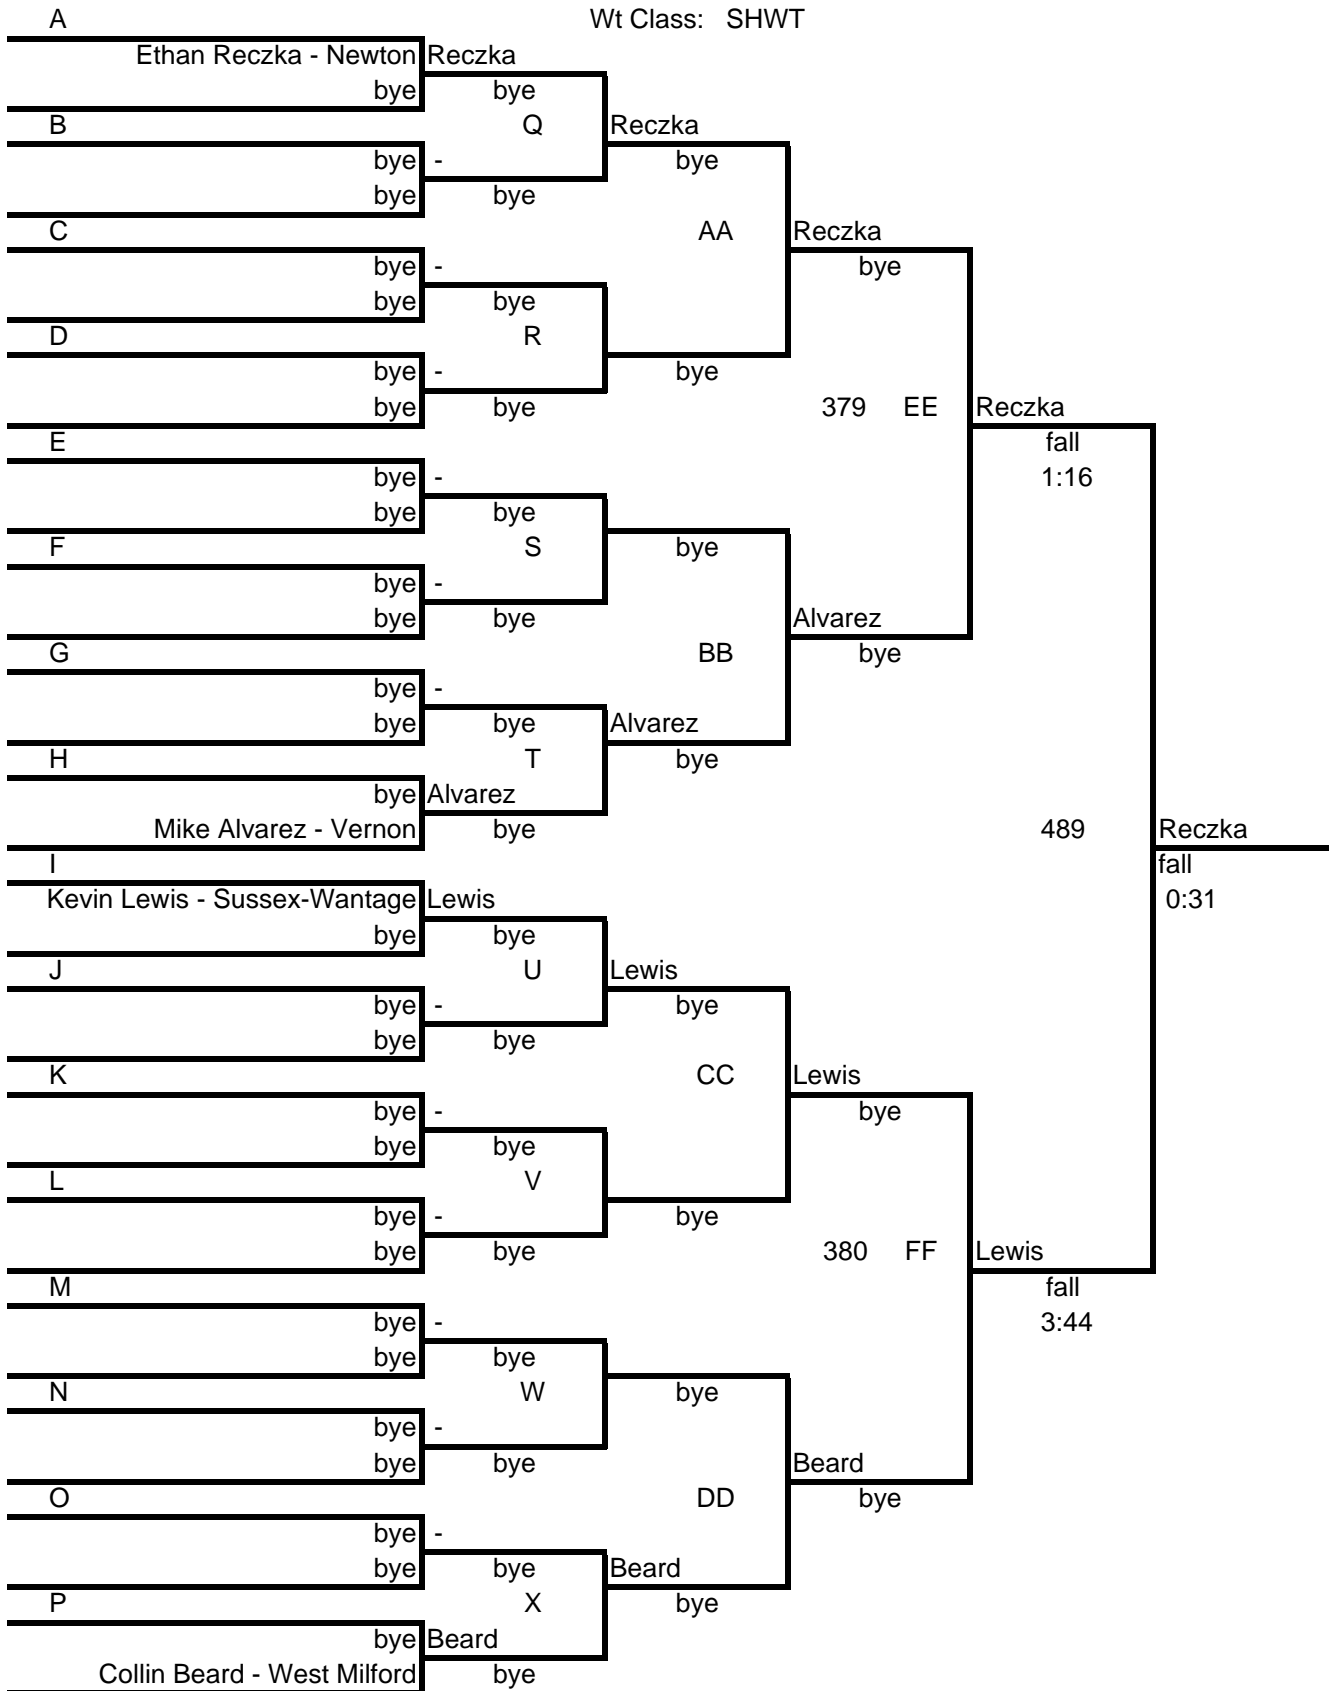 A Wt Class: SHWT
Ethan Reczka - Newton Reczka
bye bye
B Q Reczka
bye - bye
bye bye
C AA Reczka
bye - bye
bye bye
D R
bye - bye
bye bye 379 EE Reczka
E fall
bye - 1:16
bye bye
F S bye
bye -
bye bye Alvarez
G BB bye
bye -
bye bye Alvarez
H T bye
bye Alvarez
Mike Alvarez - Vernon bye 489 Reczka
I fall
Kevin Lewis - Sussex-Wantage Lewis 0:31
bye bye
J U Lewis
bye - bye
bye bye
K CC Lewis
bye - bye
bye bye
L V
bye - bye
bye bye 380 FF Lewis
M fall
bye - 3:44
bye bye
N W bye
bye -
bye bye Beard
O DD bye
bye -
bye bye Beard
P X bye
bye Beard
Collin Beard - West Milford bye